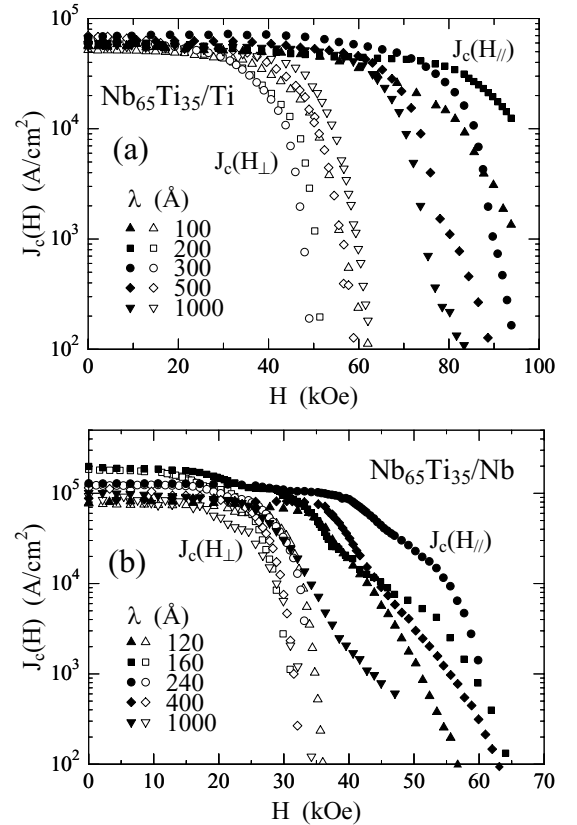 10^5
10^4
10^3
10^2
J_c(H) (A/cm^2)
J_c(H_//)
Nb_65Ti_35/Ti
(a)
J_c(H_⊥)
λ (Å)
▲ △ 100
■ □ 200
● ○ 300
◆ ◇ 500
▼ ▽ 1000
0 20 40 60 80 100
H (kOe)
10^5
10^4
10^3
10^2
J_c(H) (A/cm^2)
Nb_65Ti_35/Nb
J_c(H_⊥)
J_c(H_//)
(b)
λ (Å)
▲ △ 120
■ □ 160
● ○ 240
◆ ◇ 400
▼ ▽ 1000
0 10 20 30 40 50 60 70
H (kOe)